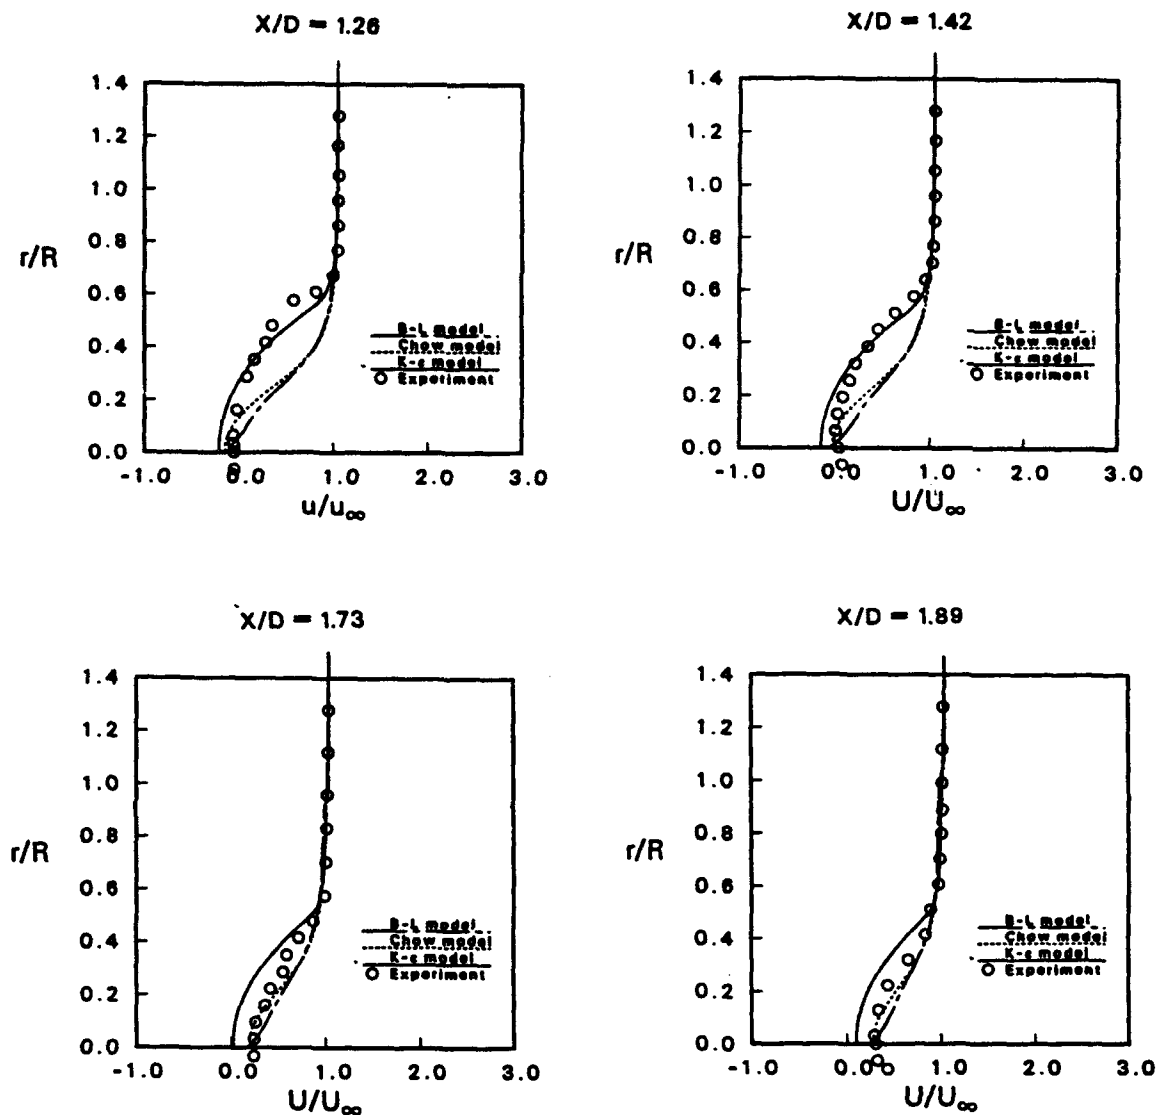 X/D = 1.26
1.4
1.2
1.0
0.8
r/R
0.6
0.4
0.2
0.0
B-L model
Chow model
K-ε model
Experiment
-1.0
0.0
1.0
2.0
3.0
u/u∞
X/D = 1.42
1.4
1.2
1.0
0.8
r/R
0.6
0.4
0.2
0.0
B-L model
Chow model
K-ε model
Experiment
-1.0
0.0
1.0
2.0
3.0
U/U∞
X/D = 1.73
1.4
1.2
1.0
0.8
r/R
0.6
0.4
0.2
0.0
B-L model
Chow model
K-ε model
Experiment
-1.0
0.0
1.0
2.0
3.0
U/U∞
X/D = 1.89
1.4
1.2
1.0
0.8
r/R
0.6
0.4
0.2
0.0
B-L model
Chow model
K-ε model
Experiment
-1.0
0.0
1.0
2.0
3.0
U/U∞